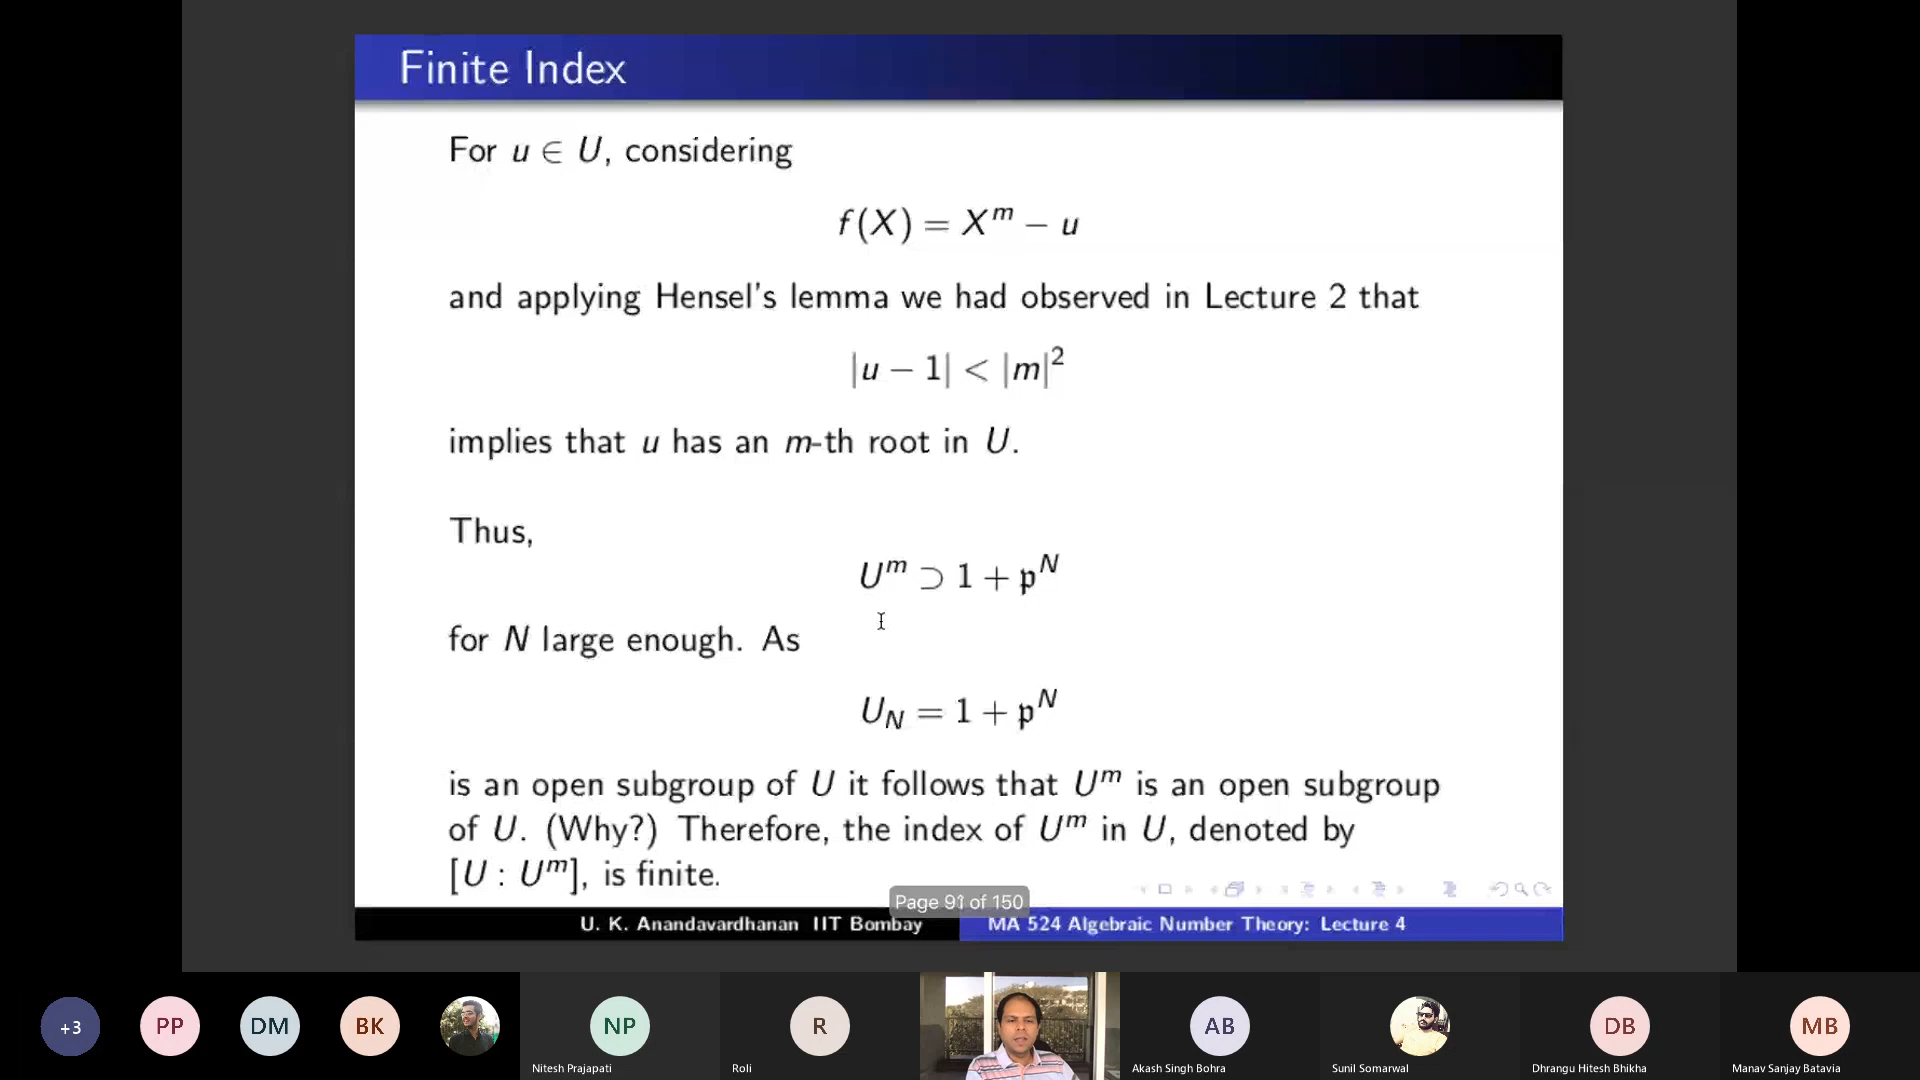 Finite Index
For u ∈ U, considering
f(X) = X^m − u
and applying Hensel's lemma we had observed in Lecture 2 that
|u − 1| < |m|^2
implies that u has an m-th root in U.
Thus,
U^m ⊃ 1 + 𝔭^N
for N large enough. As
U_N = 1 + 𝔭^N
is an open subgroup of U it follows that U^m is an open subgroup
of U. (Why?) Therefore, the index of U^m in U, denoted by
[U : U^m], is finite.
Page 91 of 150
U. K. Anandavardhanan IIT Bombay MA 524 Algebraic Number Theory: Lecture 4
+3 PP DM BK NP R AB DB MB
Nitesh Prajapati Roli Akash Singh Bohra Sunil Somarwal Dhrangu Hitesh Bhikha Manav Sanjay Batavia